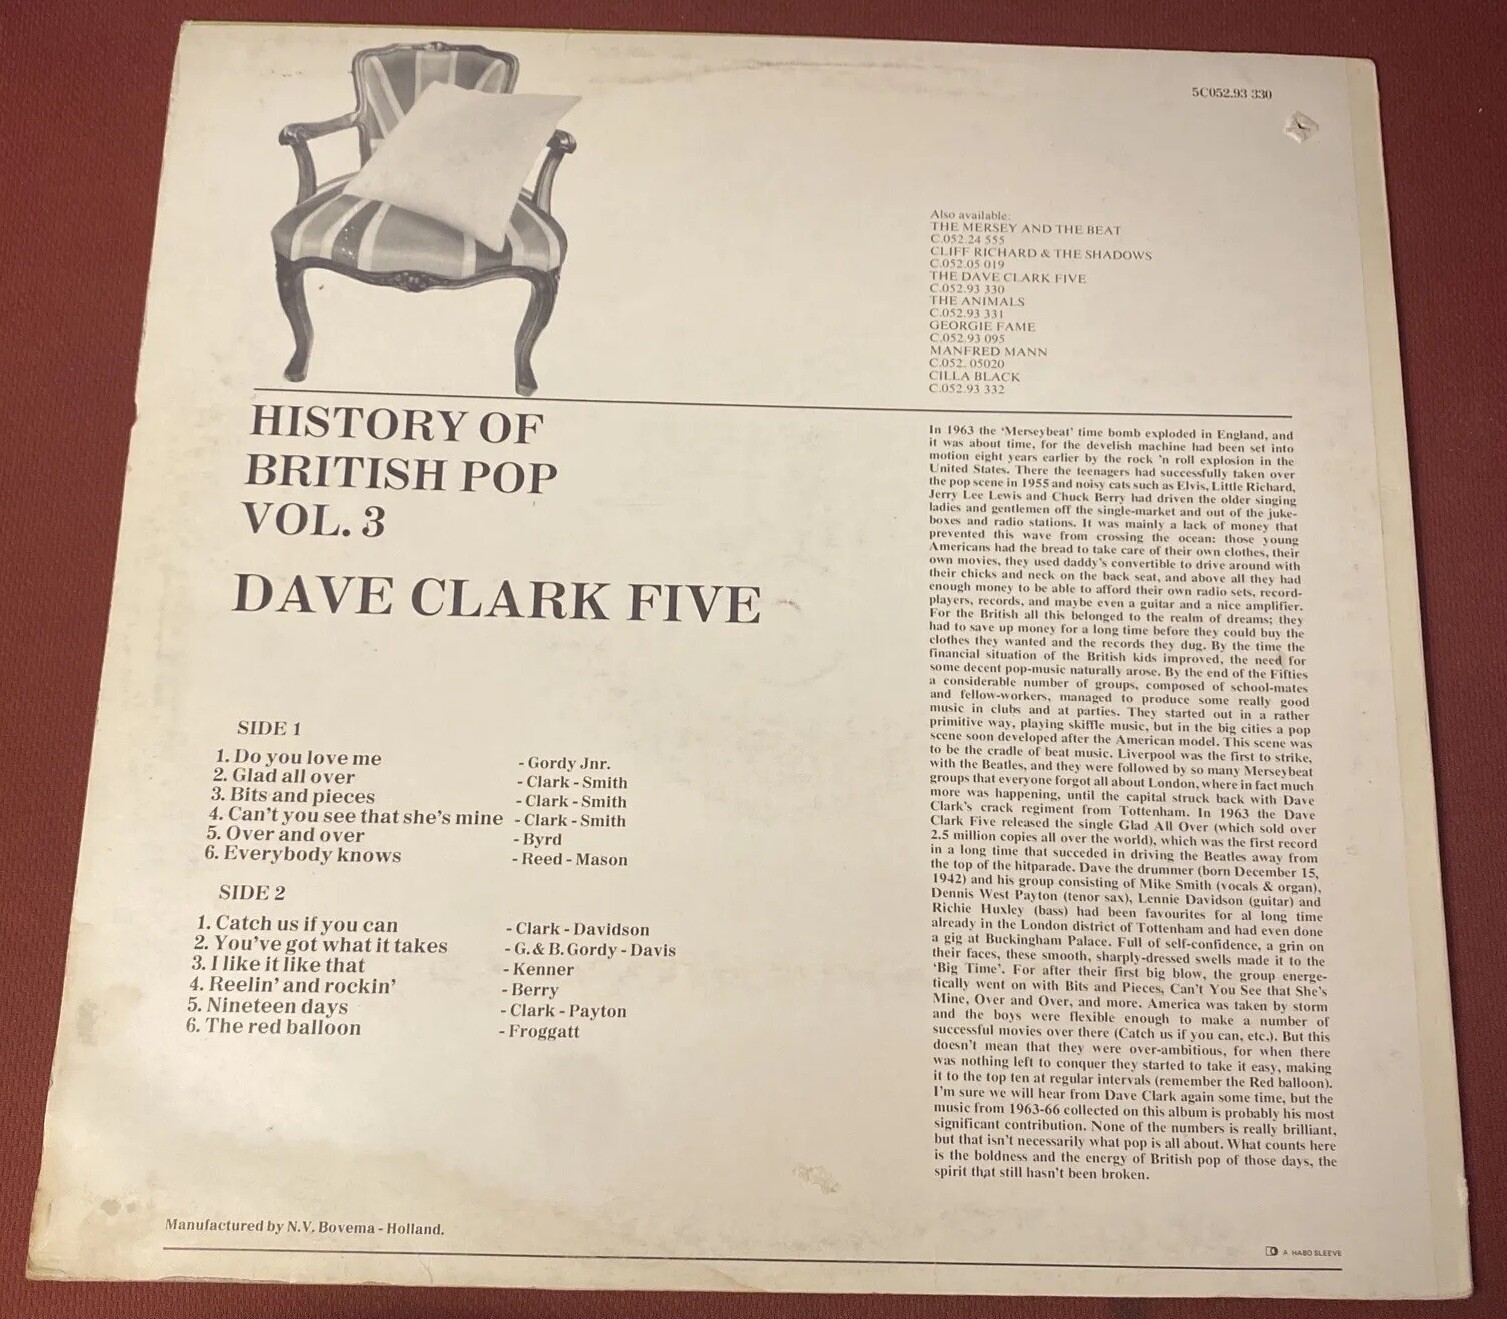 5C052.93 330
Also available:
THE MERSEY AND THE BEAT
C.052.24 555
CLIFF RICHARD & THE SHADOWS
C.052.05 019
THE DAVE CLARK FIVE
C.052.93 330
THE ANIMALS
C.052.93 331
GEORGIE FAME
C.052.93 095
MANFRED MANN
C.052. 05020
CILLA BLACK
C.052.93 332
HISTORY OF
BRITISH POP
VOL. 3
DAVE CLARK FIVE
SIDE 1
1. Do you love me - Gordy Jnr.
2. Glad all over - Clark - Smith
3. Bits and pieces - Clark - Smith
4. Can't you see that she's mine - Clark - Smith
5. Over and over - Byrd
6. Everybody knows - Reed - Mason
SIDE 2
1. Catch us if you can - Clark - Davidson
2. You've got what it takes - G. & B. Gordy - Davis
3. I like it like that - Kenner
4. Reelin' and rockin' - Berry
5. Nineteen days - Clark - Payton
6. The red balloon - Froggatt
In 1963 the 'Merseybeat' time bomb exploded in England, and
it was about time, for the develish machine had been set into
motion eight years earlier by the rock 'n roll explosion in the
United States. There the teenagers had successfully taken over
the pop scene in 1955 and noisy cats such as Elvis, Little Richard,
Jerry Lee Lewis and Chuck Berry had driven the older singing
ladies and gentlemen off the single-market and out of the juke-
boxes and radio stations. It was mainly a lack of money that
prevented this wave from crossing the ocean: those young
Americans had the bread to take care of their own clothes, their
own movies, they used daddy's convertible to drive around with
their chicks and neck on the back seat, and above all they had
enough money to be able to afford their own radio sets, record-
players, records, and maybe even a guitar and a nice amplifier.
For the British all this belonged to the realm of dreams; they
had to save up money for a long time before they could buy the
clothes they wanted and the records they dug. By the time the
financial situation of the British kids improved, the need for
some decent pop-music naturally arose. By the end of the Fifties
a considerable number of groups, composed of school-mates
and fellow-workers, managed to produce some really good
music in clubs and at parties. They started out in a rather
primitive way, playing skiffle music, but in the big cities a pop
scene soon developed after the American model. This scene was
to be the cradle of beat music. Liverpool was the first to strike,
with the Beatles, and they were followed by so many Merseybeat
groups that everyone forgot all about London, where in fact much
more was happening, until the capital struck back with Dave
Clark's crack regiment from Tottenham. In 1963 the Dave
Clark Five released the single Glad All Over (which sold over
2.5 million copies all over the world), which was the first record
in a long time that succeded in driving the Beatles away from
the top of the hitparade. Dave the drummer (born December 15,
1942) and his group consisting of Mike Smith (vocals & organ),
Dennis West Payton (tenor sax), Lennie Davidson (guitar) and
Richie Huxley (bass) had been favourites for al long time
already in the London district of Tottenham and had even done
a gig at Buckingham Palace. Full of self-confidence, a grin on
their faces, these smooth, sharply-dressed swells made it to the
'Big Time'. For after their first big blow, the group energe-
tically went on with Bits and Pieces, Can't You See that She's
Mine, Over and Over, and more. America was taken by storm
and the boys were flexible enough to make a number of
successful movies over there (Catch us if you can, etc.). But this
doesn't mean that they were over-ambitious, for when there
was nothing left to conquer they started to take it easy, making
it to the top ten at regular intervals (remember the Red balloon).
I'm sure we will hear from Dave Clark again some time, but the
music from 1963-66 collected on this album is probably his most
significant contribution. None of the numbers is really brilliant,
but that isn't necessarily what pop is all about. What counts here
is the boldness and the energy of British pop of those days, the
spirit that still hasn't been broken.
Manufactured by N.V. Bovema - Holland.
A HABO SLEEVE